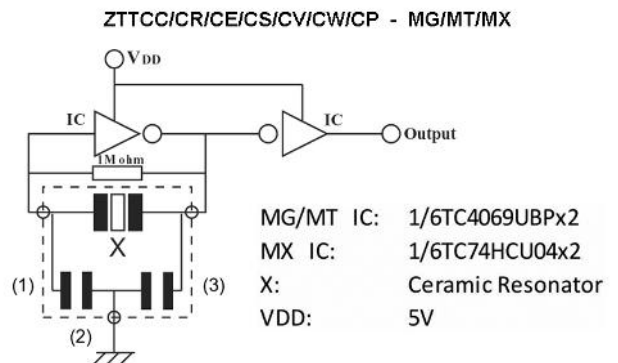 ZTTCC/CR/CE/CS/CV/CW/CP - MG/MT/MX
VDD
IC
IC
Output
1M ohm
X
(1)
(3)
(2)
MG/MT IC: 1/6TC4069UBPx2
MX IC: 1/6TC74HCU04x2
X: Ceramic Resonator
VDD: 5V